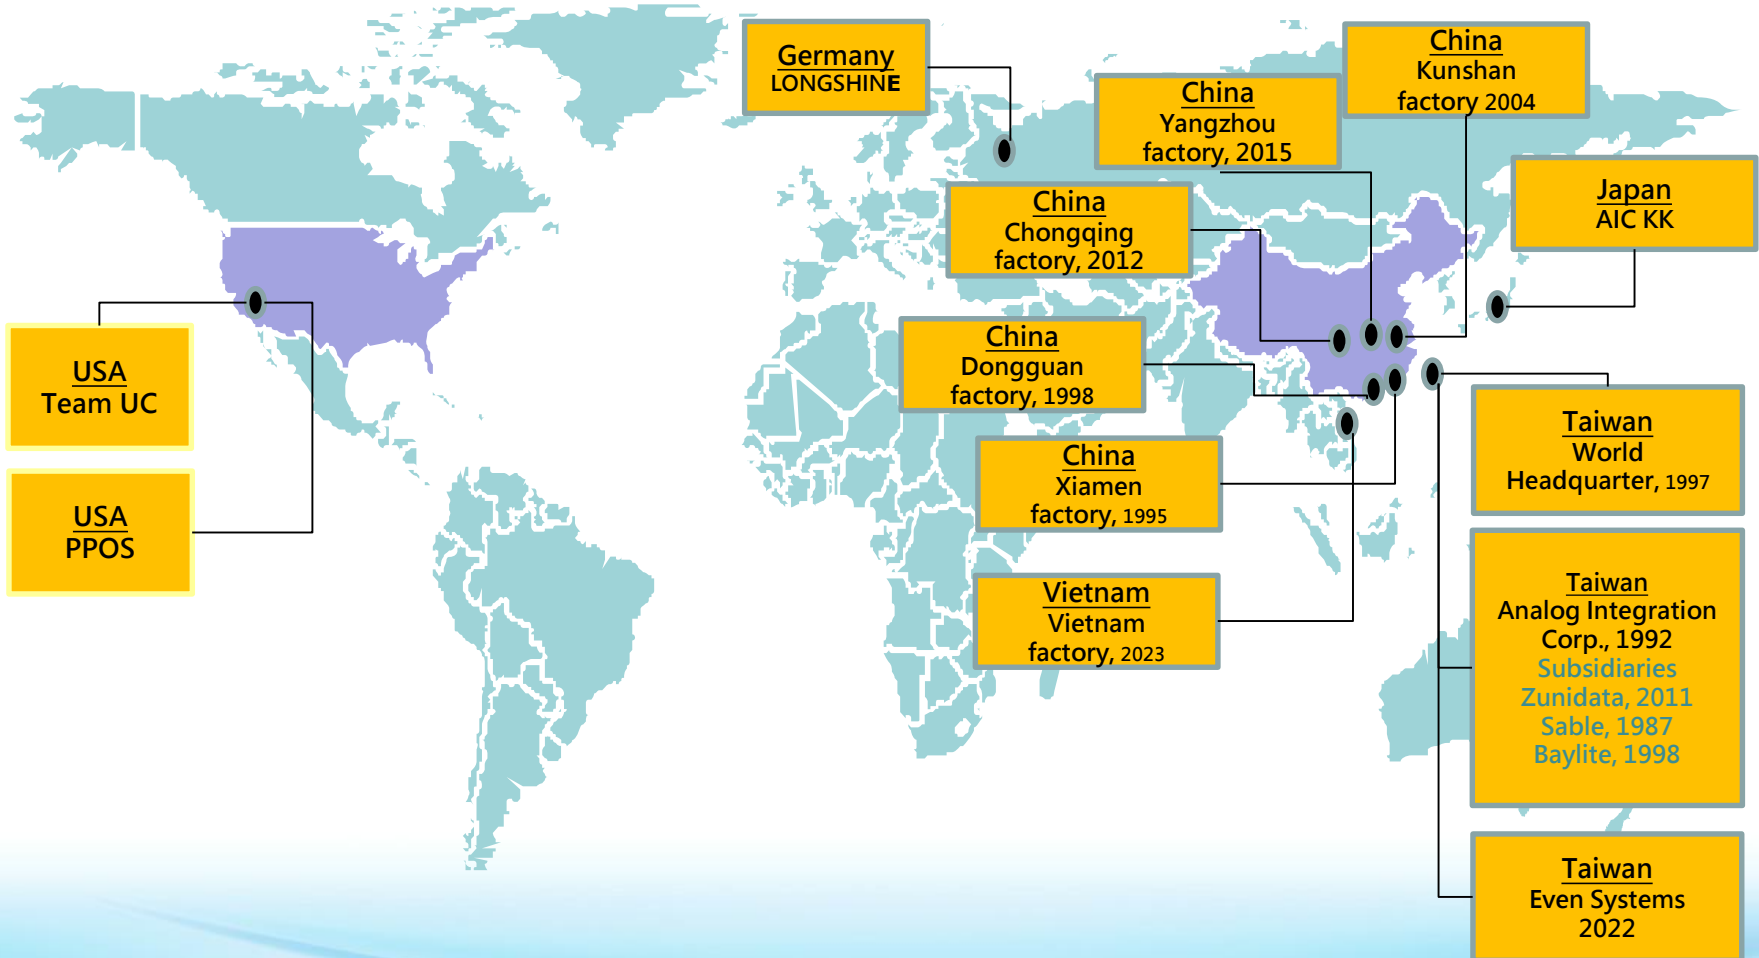 Germany
LONGSHINE
China
Kunshan
factory 2004
China
Yangzhou
factory, 2015
Japan
AIC KK
China
Chongqing
factory, 2012
China
Dongguan
factory, 1998
USA
Team UC
Taiwan
World
Headquarter, 1997
China
Xiamen
factory, 1995
USA
PPOS
Vietnam
Vietnam
factory, 2023
Taiwan
Analog Integration
Corp., 1992
Subsidiaries
Zunidata, 2011
Sable, 1987
Baylite, 1998
Taiwan
Even Systems
2022